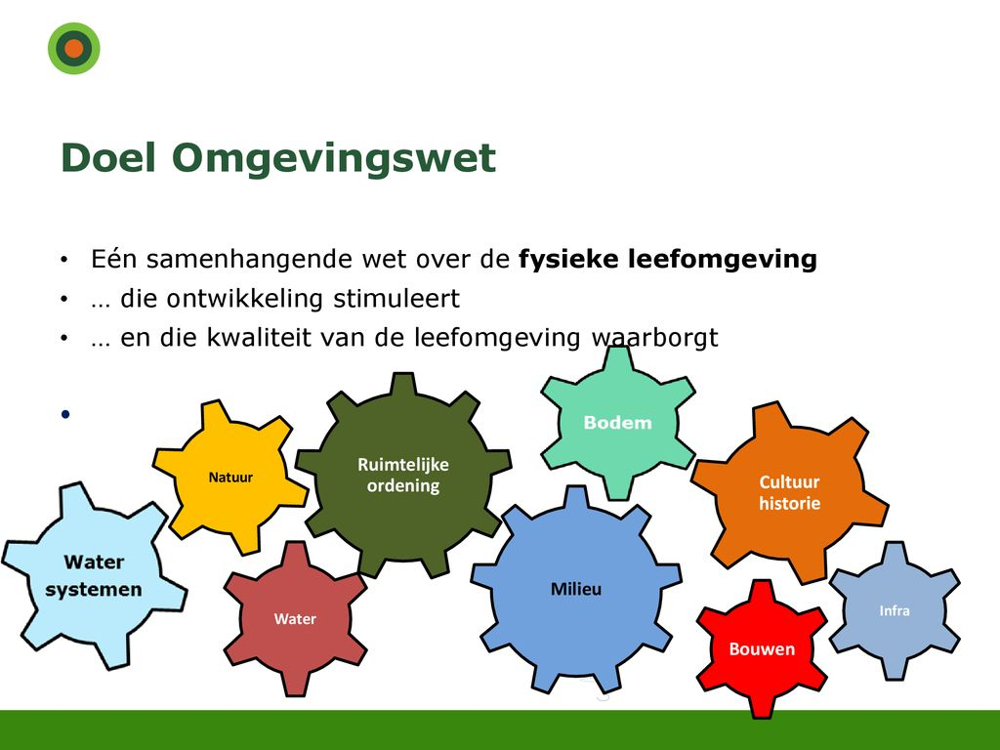 Doel Omgevingswet
• Eén samenhangende wet over de fysieke leefomgeving
• … die ontwikkeling stimuleert
• … en die kwaliteit van de leefomgeving waarborgt
•
Bodem
Natuur
Ruimtelijke
ordening
Cultuur
historie
Water
systemen
Milieu
Water
Infra
Bouwen